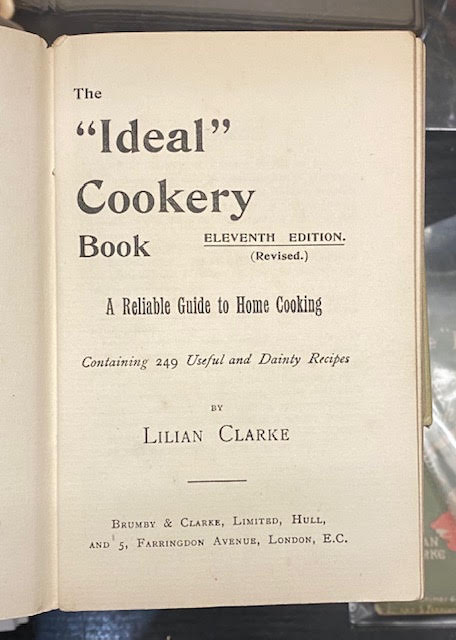 The
“Ideal”
Cookery
Book
ELEVENTH EDITION.
(Revised.)
A Reliable Guide to Home Cooking
Containing 249 Useful and Dainty Recipes
BY
LILIAN CLARKE
BRUMBY & CLARKE, LIMITED, HULL,
AND 5, FARRINGDON AVENUE, LONDON, E.C.